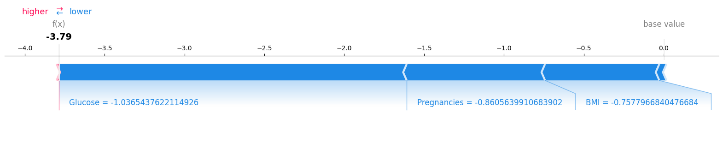 higher ⇄ lower
f(x) base value
-3.79
−4.0 −3.5 −3.0 −2.5 −2.0 −1.5 −1.0 −0.5 0.0
Glucose = -1.0365437622114926 Pregnancies = -0.8605639910683902 BMI = -0.7577966840476684